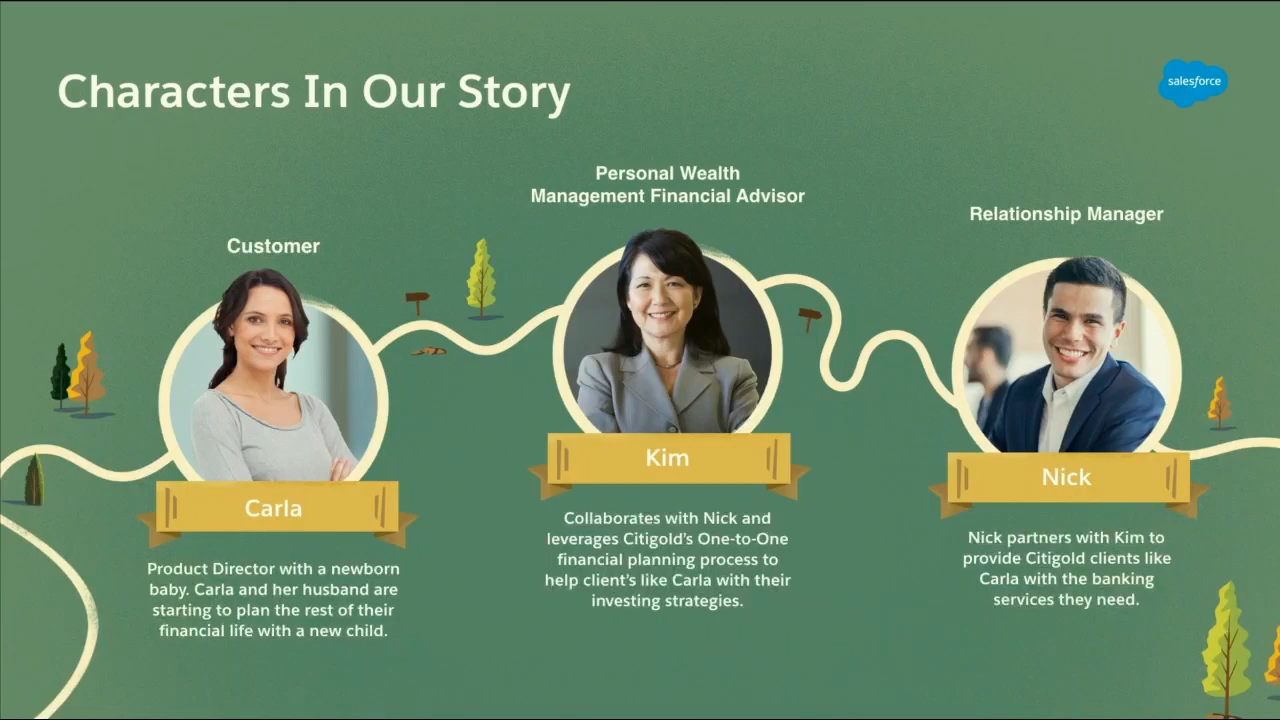 Characters In Our Story
salesforce
Customer
Carla
Product Director with a newborn
baby. Carla and her husband are
starting to plan the rest of their
financial life with a new child.
Personal Wealth
Management Financial Advisor
Kim
Collaborates with Nick and
leverages Citigold's One-to-One
financial planning process to
help client's like Carla with their
investing strategies.
Relationship Manager
Nick
Nick partners with Kim to
provide Citigold clients like
Carla with the banking
services they need.